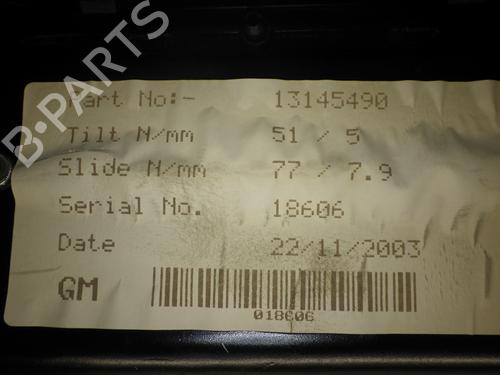 B-PARTS
Part No:- 13145490
Tilt N/mm 51 / 5
Slide N/mm 77 / 7.9
Serial No. 18606
Date 22/11/2003
GM
018606